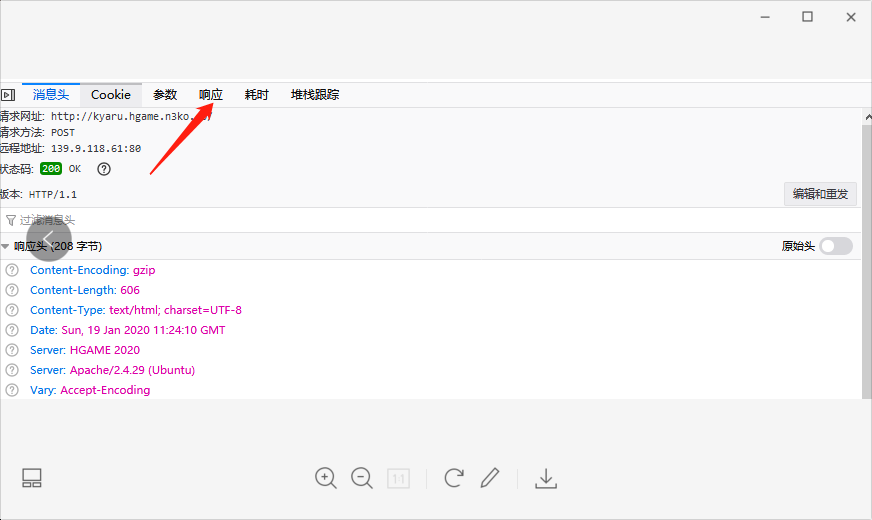 消息头 Cookie 参数 响应 耗时 堆栈跟踪
请求网址: http://kyaru.hgame.n3ko.
请求方法: POST
远程地址: 139.9.118.61:80
状态码: 200 OK
版本: HTTP/1.1 编辑和重发
过滤消息头
响应头 (208 字节) 原始头
Content-Encoding: gzip
Content-Length: 606
Content-Type: text/html; charset=UTF-8
Date: Sun, 19 Jan 2020 11:24:10 GMT
Server: HGAME 2020
Server: Apache/2.4.29 (Ubuntu)
Vary: Accept-Encoding